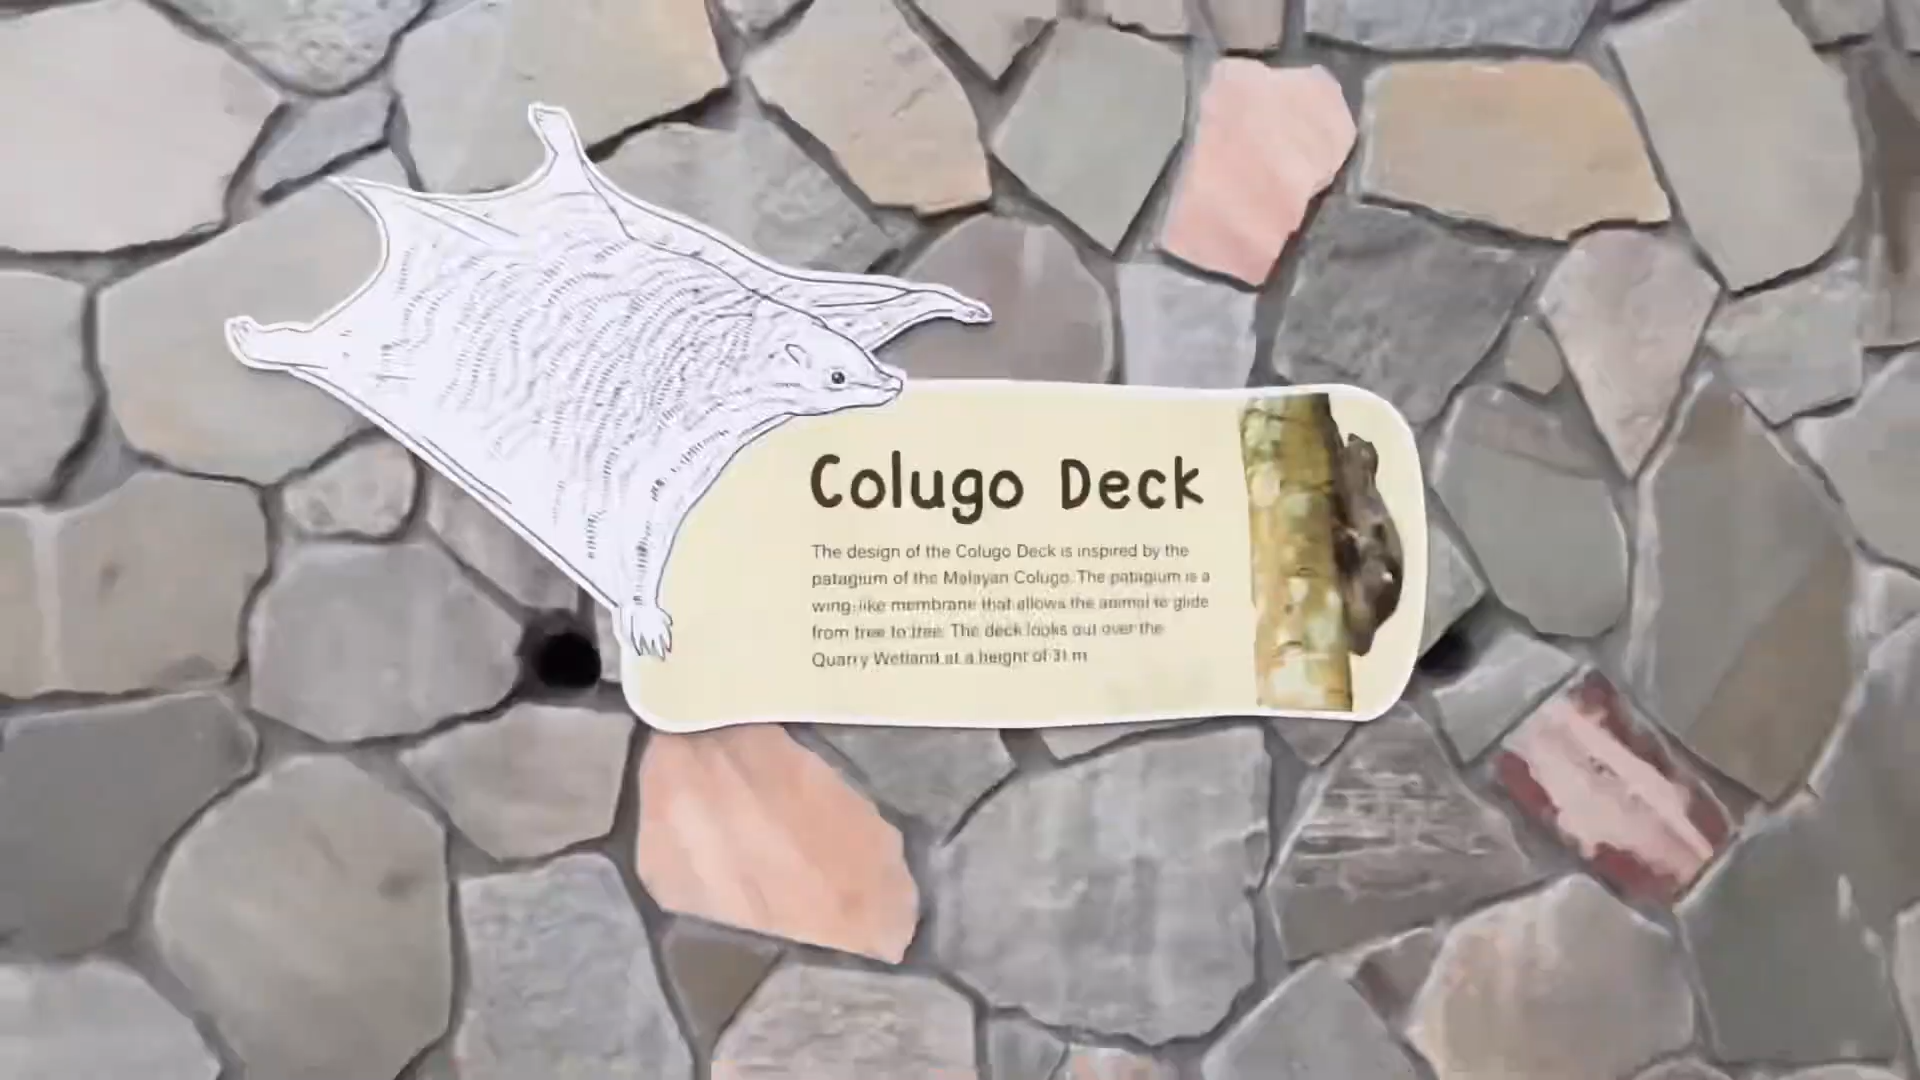 Colugo Deck
The design of the Colugo Deck is inspired by the
patagium of the Malayan Colugo. The patagium is a
wing-like membrane that allows the animal to glide
from tree to tree. The deck looks out over the
Quarry Wetland at a height of 31 m